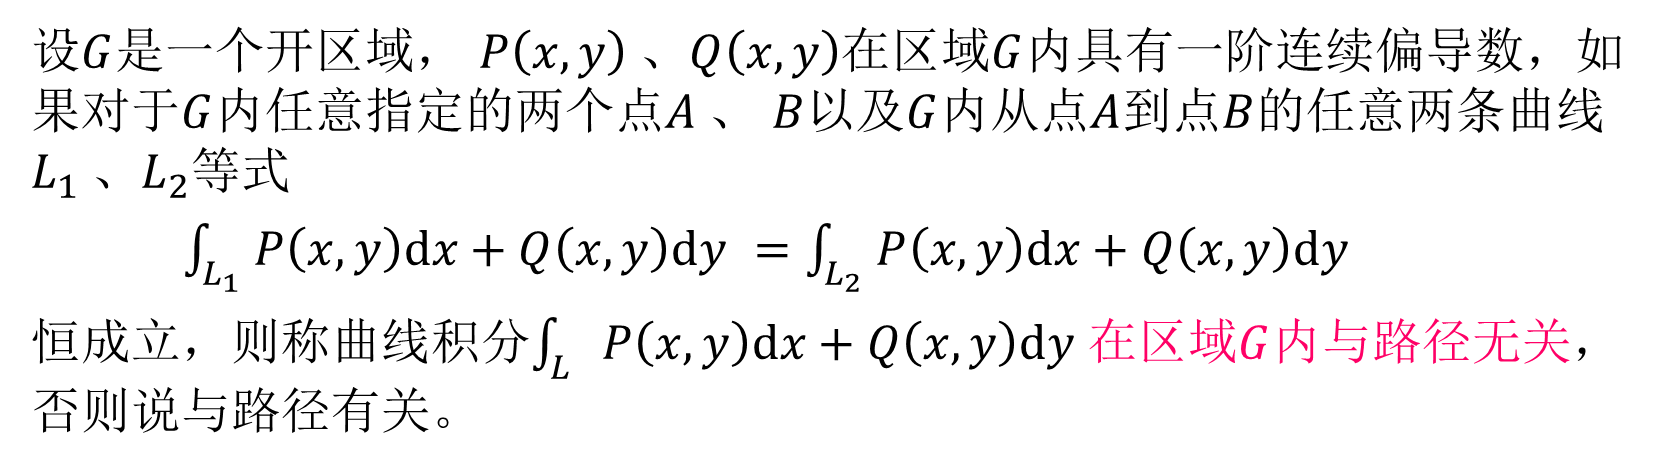 设G是一个开区域， P(x,y) 、Q(x,y)在区域G内具有一阶连续偏导数，如
果对于G内任意指定的两个点A 、 B以及G内从点A到点B的任意两条曲线
L₁ 、L₂等式
∫_{L₁} P(x,y)dx + Q(x,y)dy = ∫_{L₂} P(x,y)dx + Q(x,y)dy
恒成立，则称曲线积分∫_L P(x,y)dx + Q(x,y)dy 在区域G内与路径无关，
否则说与路径有关。